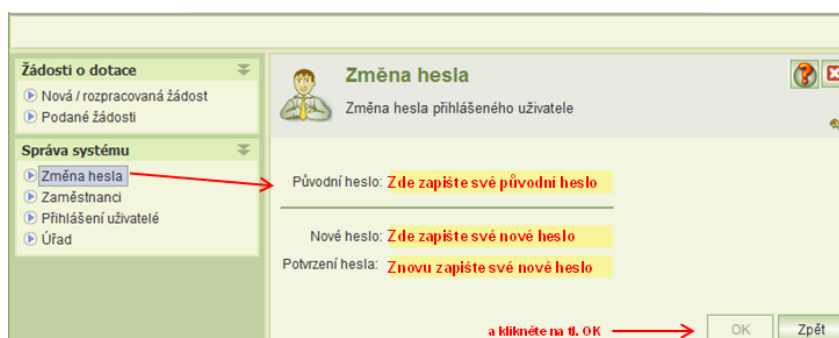 Žádosti o dotace
Nová / rozpracovaná žádost
Podané žádosti
Správa systému
Změna hesla
Zaměstnanci
Přihlášení uživatelé
Úřad
Změna hesla
Změna hesla přihlášeného uživatele
Původní heslo: Zde zapište své původní heslo
Nové heslo: Zde zapište své nové heslo
Potvrzení hesla: Znovu zapište své nové heslo
a klikněte na tl. OK
OK
Zpět